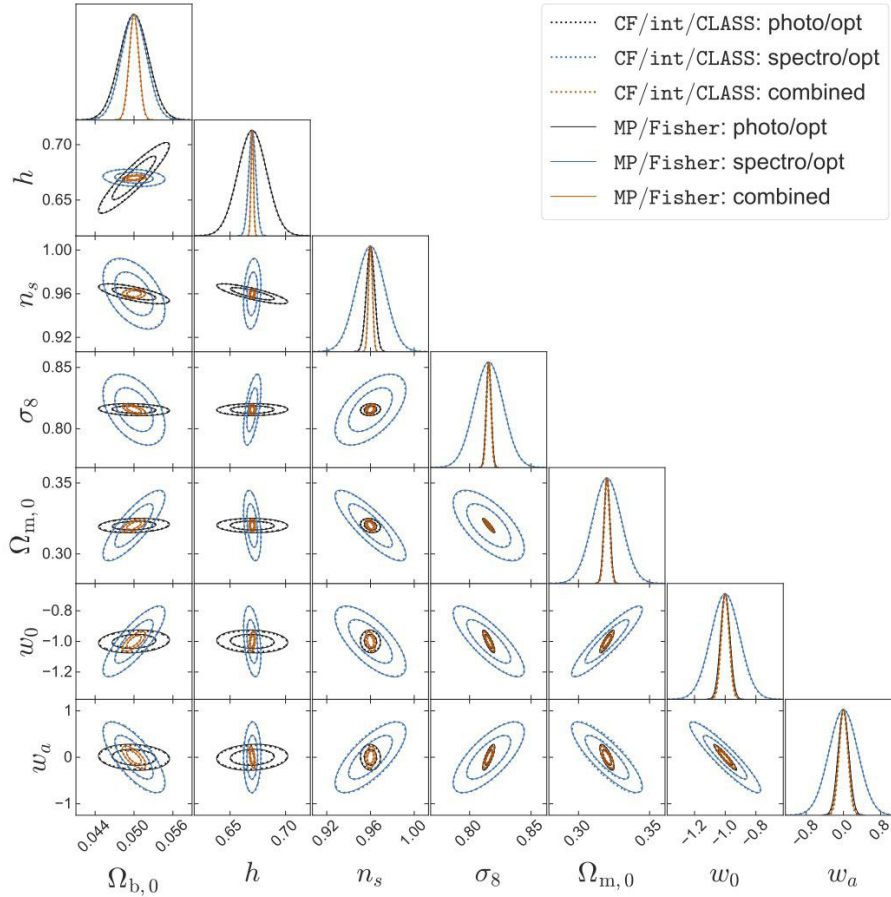 CF/int/CLASS: photo/opt
CF/int/CLASS: spectro/opt
CF/int/CLASS: combined
MP/Fisher: photo/opt
MP/Fisher: spectro/opt
MP/Fisher: combined
h
0.70
0.65
n_s
1.00
0.96
0.92
σ_8
0.85
0.80
Ω_{m,0}
0.35
0.30
w_0
−0.8
−1.0
−1.2
w_a
1
0
−1
0.044 0.050 0.056 0.65 0.70 0.92 0.96 1.00 0.80 0.85 0.30 0.35 −1.2 −1.0 −0.8 −0.8 0.0 0.8
Ω_{b,0} h n_s σ_8 Ω_{m,0} w_0 w_a